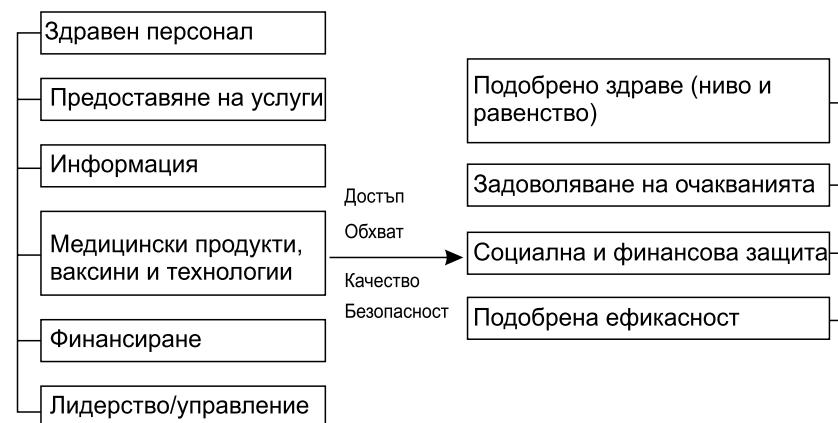 Здравен персонал
Предоставяне на услуги
Информация
Медицински продукти,
ваксини и технологии
Финансиране
Лидерство/управление
Достъп
Обхват
Качество
Безопасност
Подобрено здраве (ниво и
равенство)
Задоволяване на очакванията
Социална и финансова защита
Подобрена ефикасност